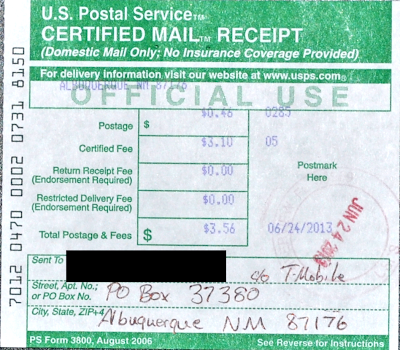 U.S. Postal Service™
CERTIFIED MAIL™ RECEIPT
(Domestic Mail Only; No Insurance Coverage Provided)
For delivery information visit our website at www.usps.com®
ALBUQUERQUE NM 87176
OFFICIAL USE
Postage $ $0.46 0285
Certified Fee $3.10 05
Return Receipt Fee (Endorsement Required) $0.00
Postmark Here
Restricted Delivery Fee (Endorsement Required) $0.00
Total Postage & Fees $ $3.56 06/24/2013
JUN 24 2013
Sent To c/o T-Mobile
Street, Apt. No.; or PO Box No. PO Box 37380
City, State, ZIP+4 Albuquerque NM 87176
PS Form 3800, August 2006 See Reverse for Instructions
7012 0470 0002 0731 8150